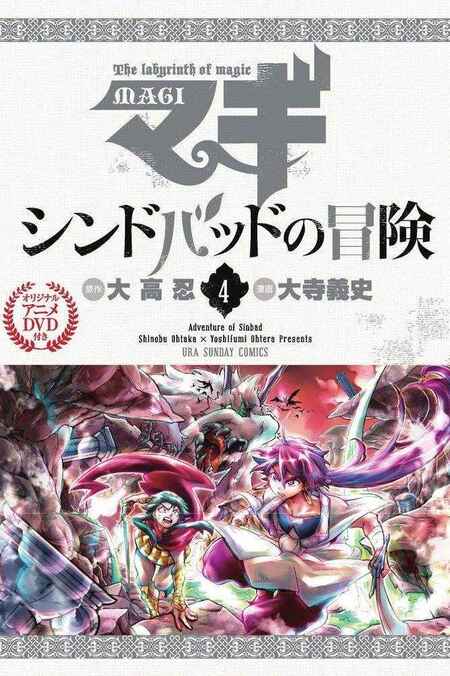 The labyrinth of magic
MAGI
マギ
シンドバッドの冒険
原作 大高忍 4 漫画 大寺義史
オリジナル
アニメ
DVD
付き
Adventure of Sinbad
Shinobu Ohtaka × Yoshifumi Ohtera Presents
URA SUNDAY COMICS